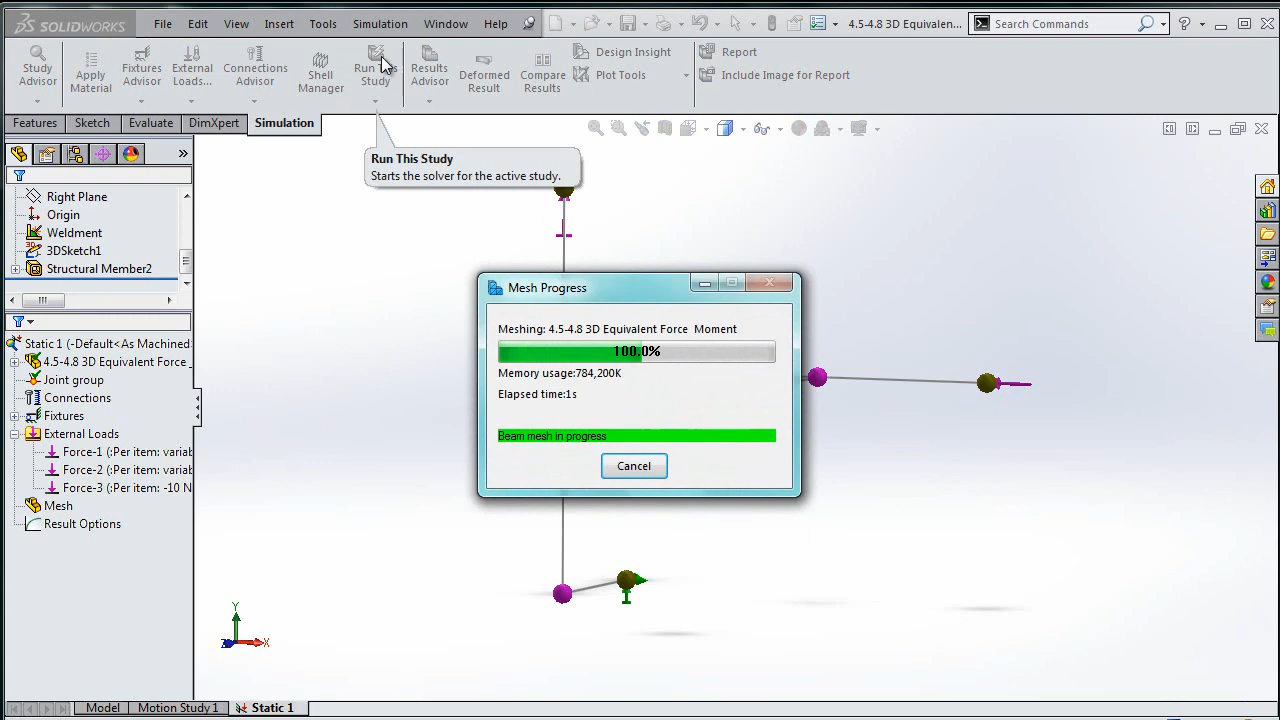 SOLIDWORKS File Edit View Insert Tools Simulation Window Help 4.5-4.8 3D Equivalen... Search Commands ?
Study Advisor
Apply Material
Fixtures Advisor
External Loads...
Connections Advisor
Shell Manager
Run This Study
Results Advisor
Deformed Result
Compare Results
Design Insight
Plot Tools
Report
Include Image for Report
Features Sketch Evaluate DimXpert Simulation
Run This Study
Starts the solver for the active study.
Right Plane
Origin
Weldment
3D
3DSketch1
Structural Member2
Static 1 (-Default<As Machined
4.5-4.8 3D Equivalent Force
Joint group
Connections
Fixtures
External Loads
Force-1 (:Per item: variab
Force-2 (:Per item: variab
Force-3 (:Per item: -10 N
Mesh
Result Options
Mesh Progress
Meshing: 4.5-4.8 3D Equivalent Force Moment
100.0%
Memory usage:784,200K
Elapsed time:1s
Beam mesh in progress
Cancel
Y
Z X
Model Motion Study 1 Static 1